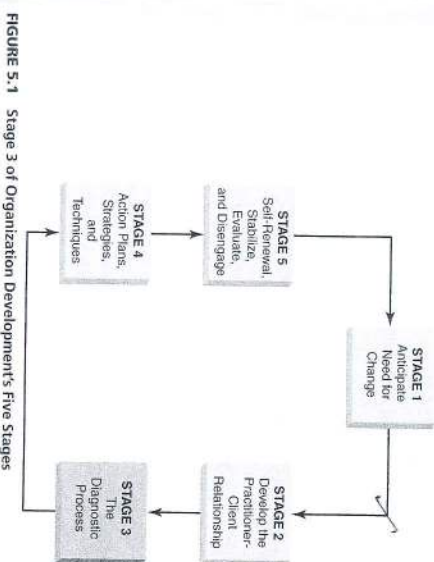 STAGE 1
Anticipate
Need for
Change
STAGE 2
Develop the
Practitioner-
Client
Relationship
STAGE 3
The
Diagnostic
Process
STAGE 4
Action Plans,
Strategies,
and
Techniques
STAGE 5
Self-Renewal,
Stabilize,
Evaluate,
and Disengage
FIGURE 5.1 Stage 3 of Organization Development's Five Stages